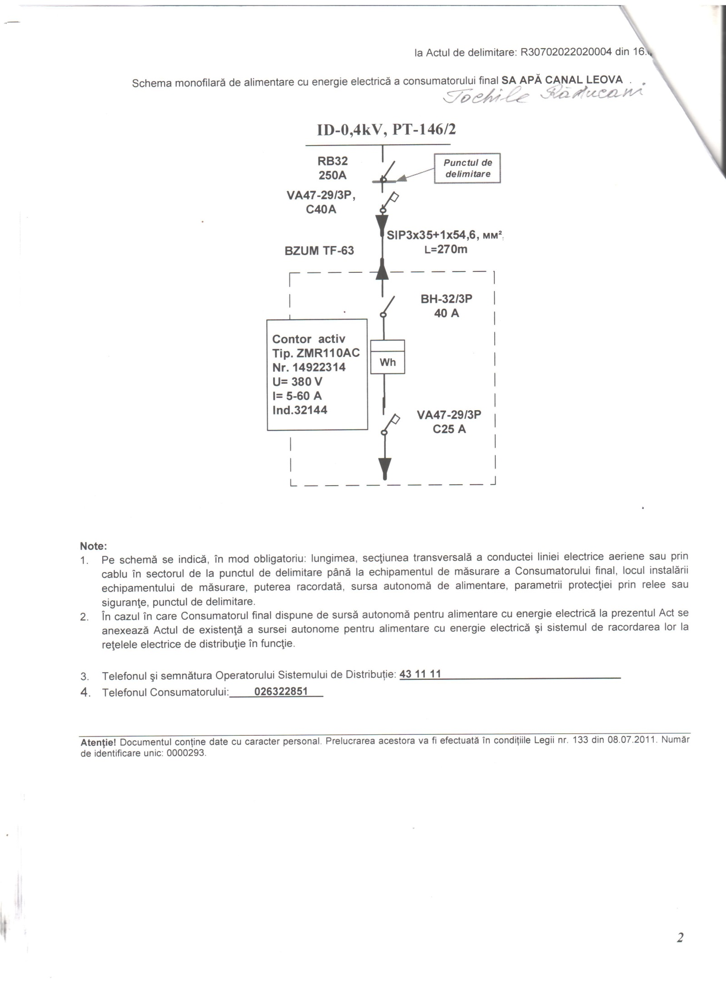 la Actul de delimitare: R30702022020004 din 16.
Schema monofilară de alimentare cu energie electrică a consumatorului final SA APĂ CANAL LEOVA .
Tochile Răducani
ID-0,4kV, PT-146/2
RB32
250A
Punctul de
delimitare
VA47-29/3P,
C40A
SIP3x35+1x54,6, мм²,
L=270m
BZUM TF-63
BH-32/3P
40 A
Contor activ
Tip. ZMR110AC
Nr. 14922314
U= 380 V
I= 5-60 A
Ind.32144
Wh
VA47-29/3P
C25 A
Note:
1. Pe schemă se indică, în mod obligatoriu: lungimea, secţiunea transversală a conductei liniei electrice aeriene sau prin
cablu în sectorul de la punctul de delimitare până la echipamentul de măsurare a Consumatorului final, locul instalării
echipamentului de măsurare, puterea racordată, sursa autonomă de alimentare, parametrii protecţiei prin relee sau
siguranţe, punctul de delimitare.
2. În cazul în care Consumatorul final dispune de sursă autonomă pentru alimentare cu energie electrică la prezentul Act se
anexează Actul de existenţă a sursei autonome pentru alimentare cu energie electrică şi sistemul de racordarea lor la
reţelele electrice de distribuţie în funcţie.
3. Telefonul şi semnătura Operatorului Sistemului de Distribuție: 43 11 11
4. Telefonul Consumatorului: 026322851
Atenție! Documentul conține date cu caracter personal. Prelucrarea acestora va fi efectuată în condițiile Legii nr. 133 din 08.07.2011. Număr
de identificare unic: 0000293.
2